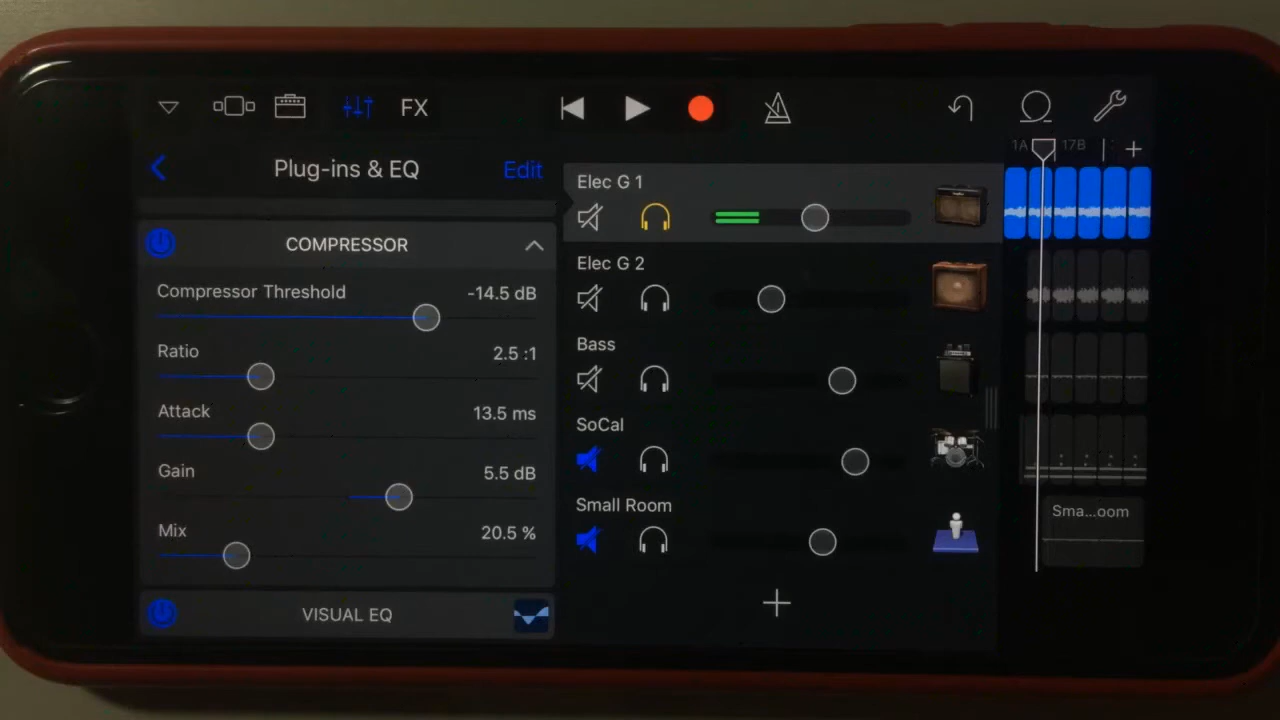 FX
Plug-ins & EQ
Edit
COMPRESSOR
Compressor Threshold -14.5 dB
Ratio 2.5 :1
Attack 13.5 ms
Gain 5.5 dB
Mix 20.5 %
VISUAL EQ
Elec G 1
Elec G 2
Bass
SoCal
Small Room
1A 17B
Sma...oom